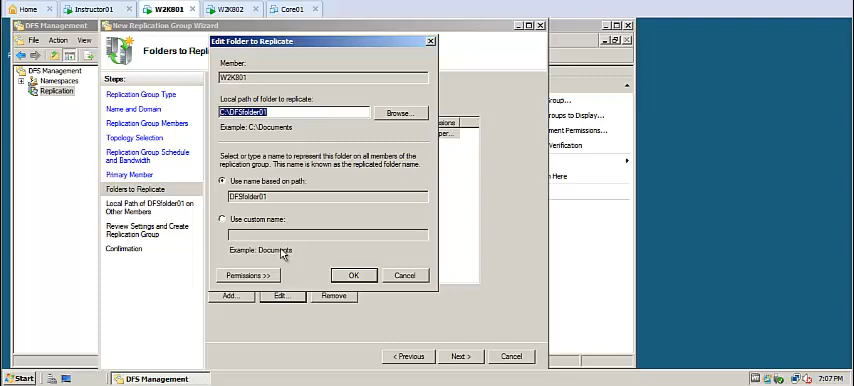 Home
Instructor01
W2K801
W2K802
Core01
DFS Management
New Replication Group Wizard
File Action View
DFS Management
Namespaces
Replication
Folders to Repl
Steps:
Replication Group Type
Name and Domain
Replication Group Members
Topology Selection
Replication Group Schedule
and Bandwidth
Primary Member
Folders to Replicate
Local Path of DFSfolder01 on
Other Members
Review Settings and Create
Replication Group
Confirmation
Edit Folder to Replicate
Member:
W2K801
Local path of folder to replicate:
C:\DFSfolder01
Browse...
Example: C:\Documents
Select or type a name to represent this folder on all members of the
replication group. This name is known as the replicated folder name.
Use name based on path:
DFSfolder01
Use custom name:
Example: Documents
Permissions >>
OK
Cancel
Add...
Edit...
Remove
< Previous
Next >
Cancel
ssions
per...
roup...
oups to Display...
ment Permissions...
Verification
Here
Start
DFS Management
7:07 PM